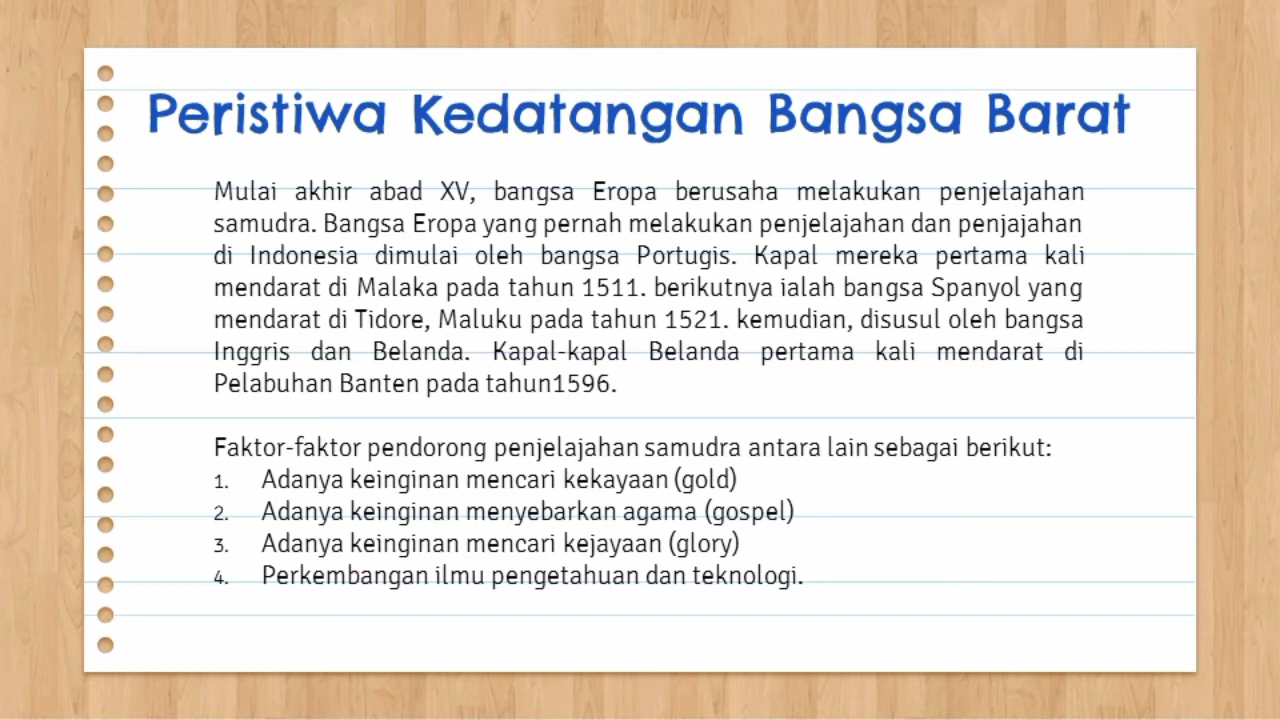 Peristiwa Kedatangan Bangsa Barat
Mulai akhir abad XV, bangsa Eropa berusaha melakukan penjelajahan
samudra. Bangsa Eropa yang pernah melakukan penjelajahan dan penjajahan
di Indonesia dimulai oleh bangsa Portugis. Kapal mereka pertama kali
mendarat di Malaka pada tahun 1511. berikutnya ialah bangsa Spanyol yang
mendarat di Tidore, Maluku pada tahun 1521. kemudian, disusul oleh bangsa
Inggris dan Belanda. Kapal-kapal Belanda pertama kali mendarat di
Pelabuhan Banten pada tahun1596.
Faktor-faktor pendorong penjelajahan samudra antara lain sebagai berikut:
1. Adanya keinginan mencari kekayaan (gold)
2. Adanya keinginan menyebarkan agama (gospel)
3. Adanya keinginan mencari kejayaan (glory)
4. Perkembangan ilmu pengetahuan dan teknologi.